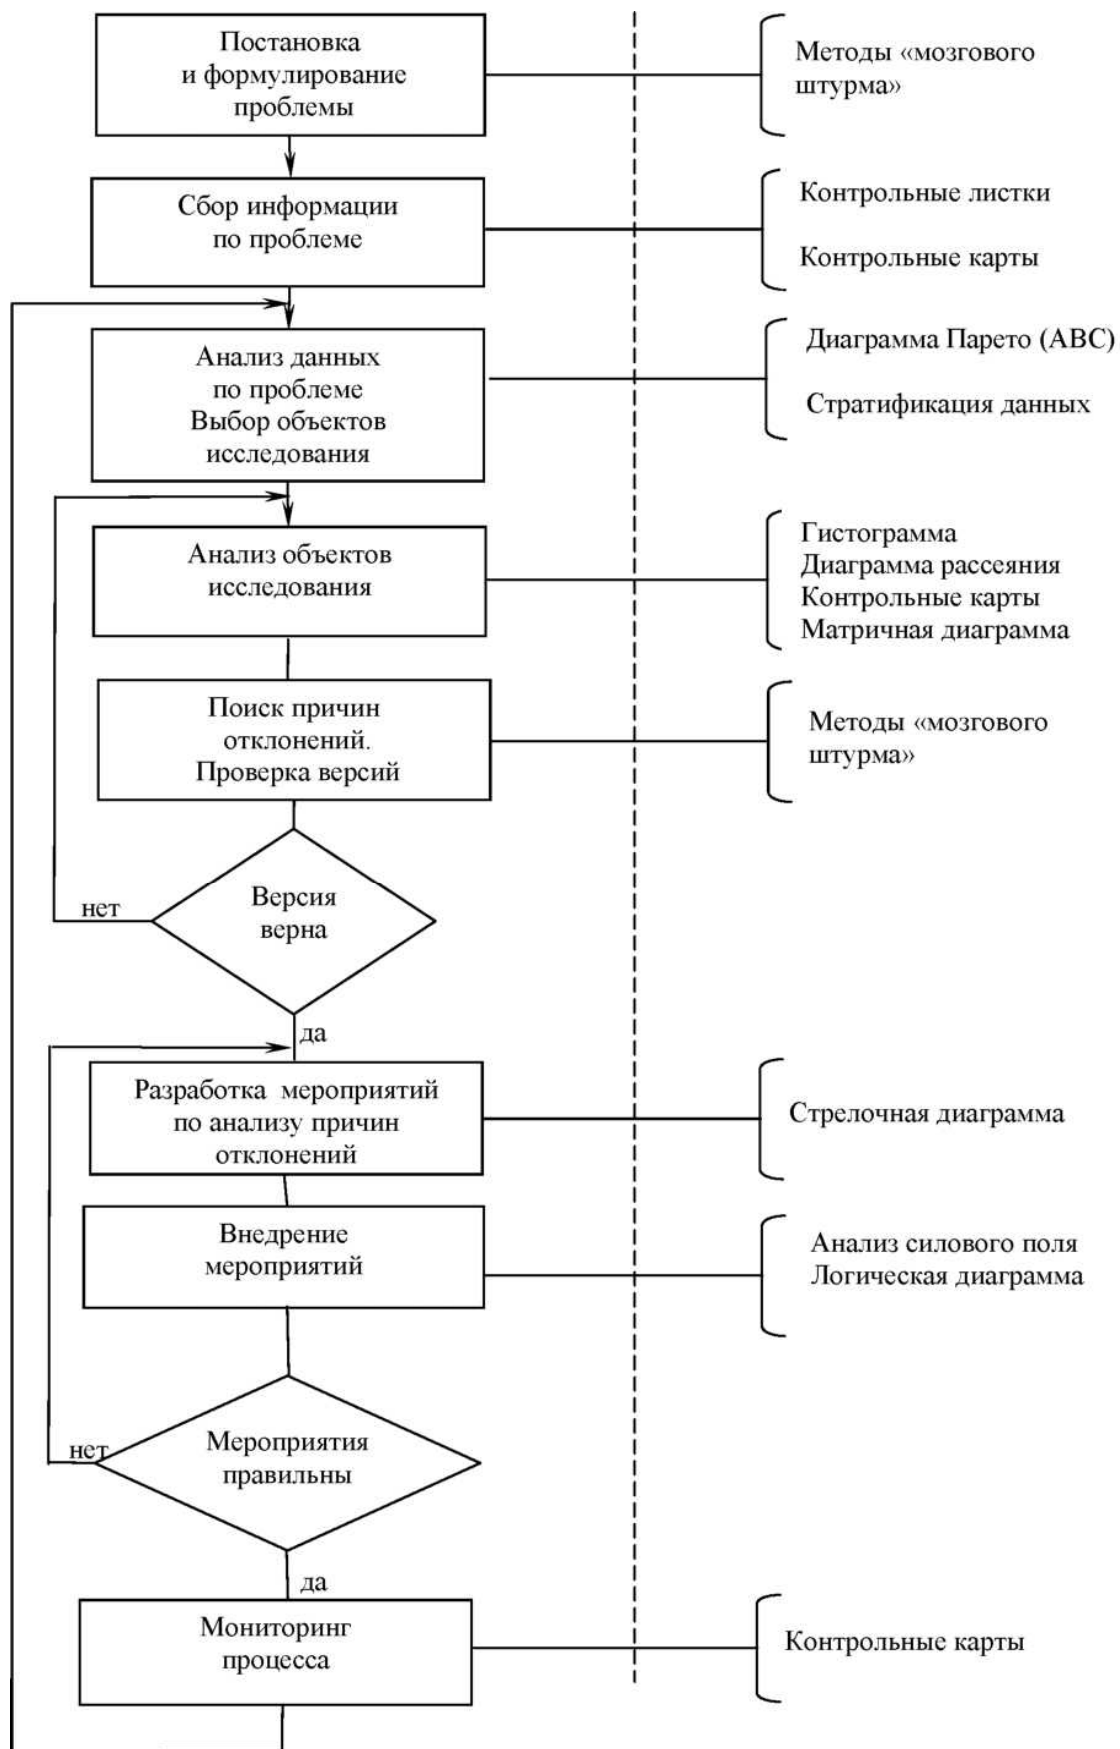 Постановка
и формулирование
проблемы
Методы «мозгового
штурма»
Сбор информации
по проблеме
Контрольные листки
Контрольные карты
Анализ данных
по проблеме
Выбор объектов
исследования
Диаграмма Парето (АВС)
Стратификация данных
Анализ объектов
исследования
Гистограмма
Диаграмма рассеяния
Контрольные карты
Матричная диаграмма
Поиск причин
отклонений.
Проверка версий
Методы «мозгового
штурма»
Версия
верна
нет
да
Разработка мероприятий
по анализу причин
отклонений
Стрелочная диаграмма
Внедрение
мероприятий
Анализ силового поля
Логическая диаграмма
Мероприятия
правильны
нет
да
Мониторинг
процесса
Контрольные карты